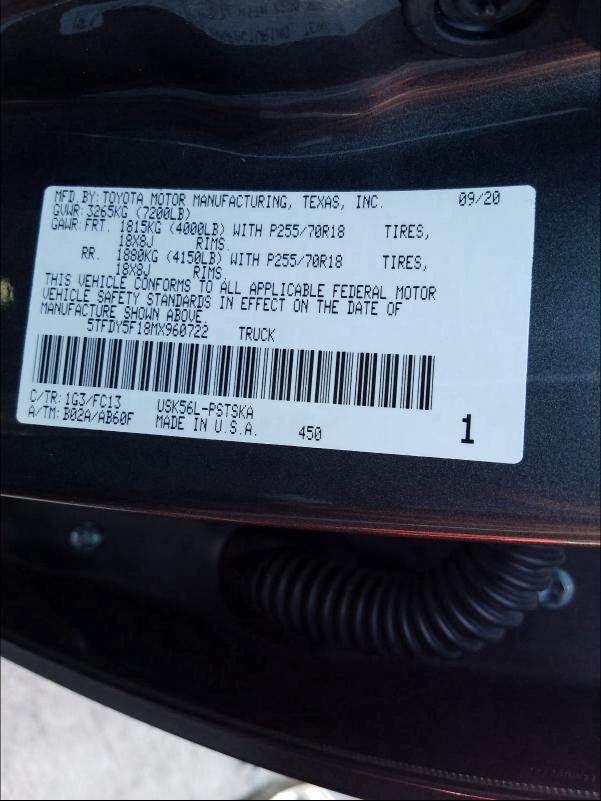 MFD. BY: TOYOTA MOTOR MANUFACTURING, TEXAS, INC. 09/20
GVWR: 3265KG (7200LB)
GAWR: FRT. 1815KG (4000LB) WITH P255/70R18 TIRES,
18X8J RIMS.
RR. 1880KG (4150LB) WITH P255/70R18 TIRES,
18X8J RIMS.
THIS VEHICLE CONFORMS TO ALL APPLICABLE FEDERAL MOTOR
VEHICLE SAFETY STANDARDS IN EFFECT ON THE DATE OF
MANUFACTURE SHOWN ABOVE.
5TFDY5F18MX960722 TRUCK
C/TR: 1G3/FC13 USK56L-PSTSKA
A/TM: B02A/AB60F MADE IN U.S.A. 450 1